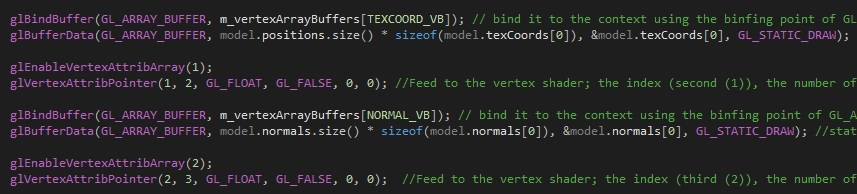 glBindBuffer(GL_ARRAY_BUFFER, m_vertexArrayBuffers[TEXCOORD_VB]); // bind it to the context using the binfing point of GL
glBufferData(GL_ARRAY_BUFFER, model.positions.size() * sizeof(model.texCoords[0]), &model.texCoords[0], GL_STATIC_DRAW);
glEnableVertexAttribArray(1);
glVertexAttribPointer(1, 2, GL_FLOAT, GL_FALSE, 0, 0); //Feed to the vertex shader; the index (second (1)), the number of
glBindBuffer(GL_ARRAY_BUFFER, m_vertexArrayBuffers[NORMAL_VB]); // bind it to the context using the binfing point of GL_A
glBufferData(GL_ARRAY_BUFFER, model.normals.size() * sizeof(model.normals[0]), &model.normals[0], GL_STATIC_DRAW); //stat
glEnableVertexAttribArray(2);
glVertexAttribPointer(2, 3, GL_FLOAT, GL_FALSE, 0, 0);  //Feed to the vertex shader; the index (third (2)), the number of